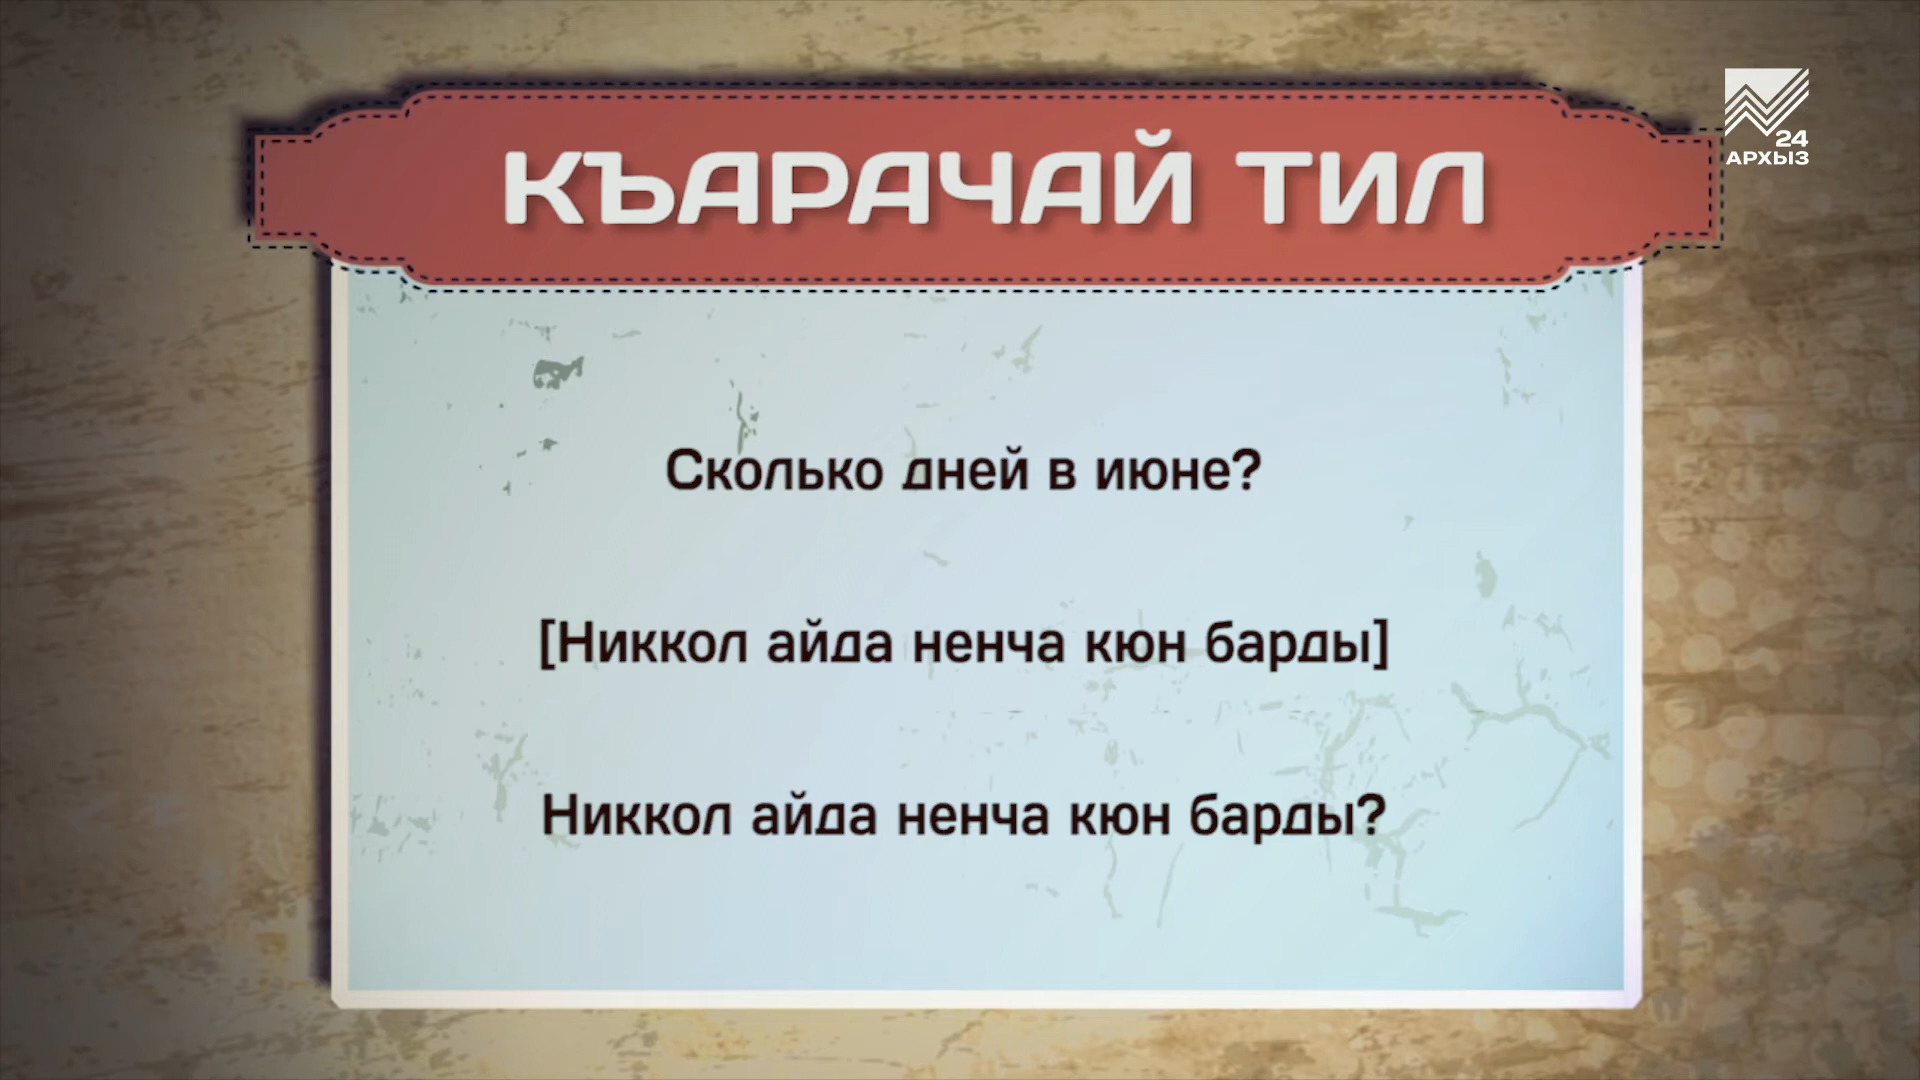 КЪАРАЧАЙ ТИЛ
24
АРХЫЗ
Сколько дней в июне?
[Никкол айда ненча кюн барды]
Никкол айда ненча кюн барды?